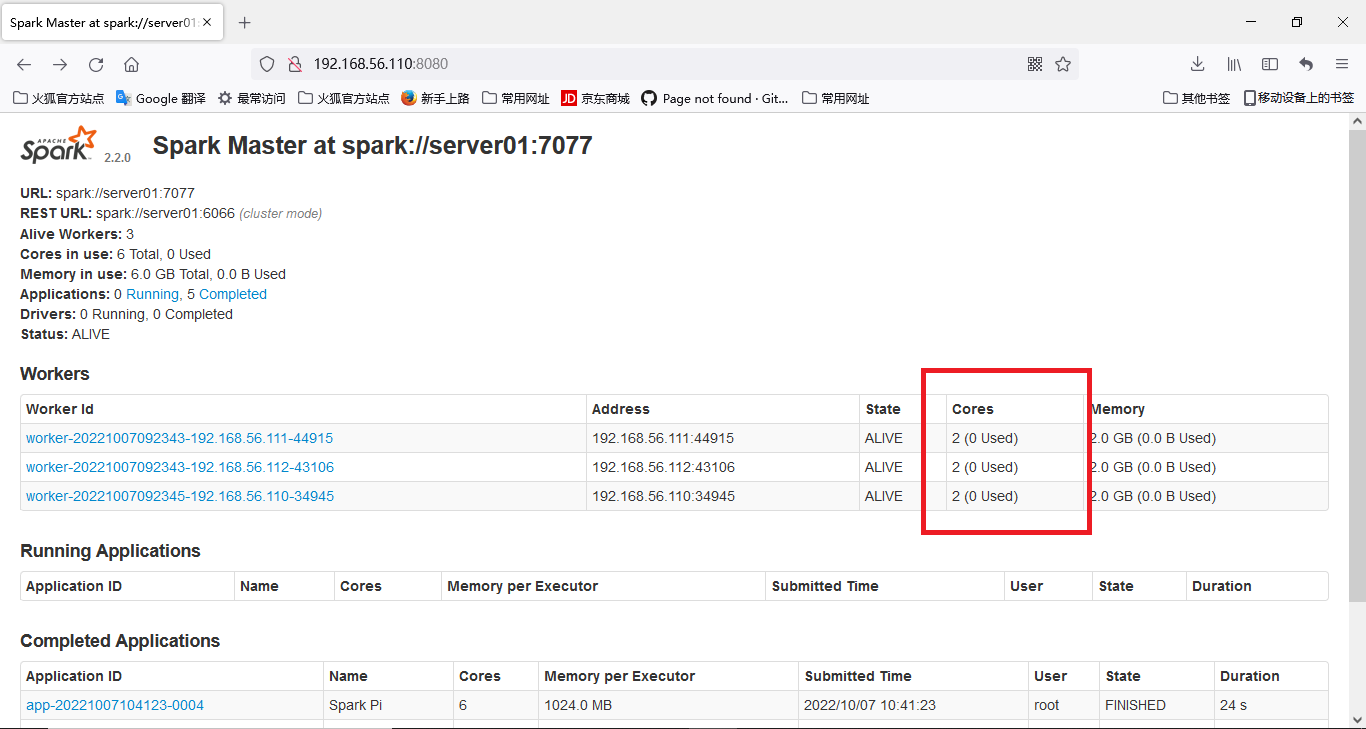 Spark Master at spark://server01:
192.168.56.110:8080
火狐官方站点 Google 翻译 最常访问 火狐官方站点 新手上路 常用网址 JD 京东商城 Page not found · Git... 常用网址 其他书签 移动设备上的书签
APACHE Spark 2.2.0 Spark Master at spark://server01:7077
URL: spark://server01:7077
REST URL: spark://server01:6066 (cluster mode)
Alive Workers: 3
Cores in use: 6 Total, 0 Used
Memory in use: 6.0 GB Total, 0.0 B Used
Applications: 0 Running, 5 Completed
Drivers: 0 Running, 0 Completed
Status: ALIVE
Workers
Worker Id Address State Cores Memory
worker-20221007092343-192.168.56.111-44915 192.168.56.111:44915 ALIVE 2 (0 Used) 2.0 GB (0.0 B Used)
worker-20221007092343-192.168.56.112-43106 192.168.56.112:43106 ALIVE 2 (0 Used) 2.0 GB (0.0 B Used)
worker-20221007092345-192.168.56.110-34945 192.168.56.110:34945 ALIVE 2 (0 Used) 2.0 GB (0.0 B Used)
Running Applications
Application ID Name Cores Memory per Executor Submitted Time User State Duration
Completed Applications
Application ID Name Cores Memory per Executor Submitted Time User State Duration
app-20221007104123-0004 Spark Pi 6 1024.0 MB 2022/10/07 10:41:23 root FINISHED 24 s